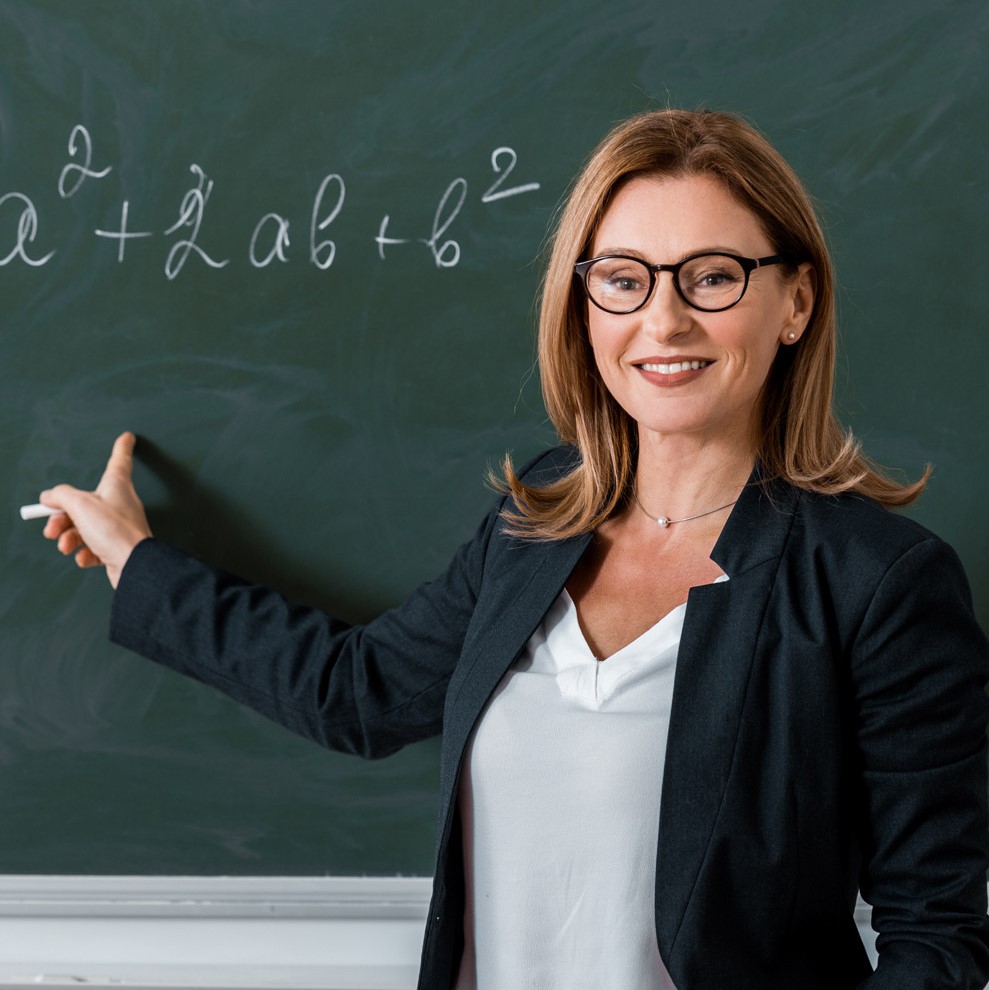 a² + 2ab + b²